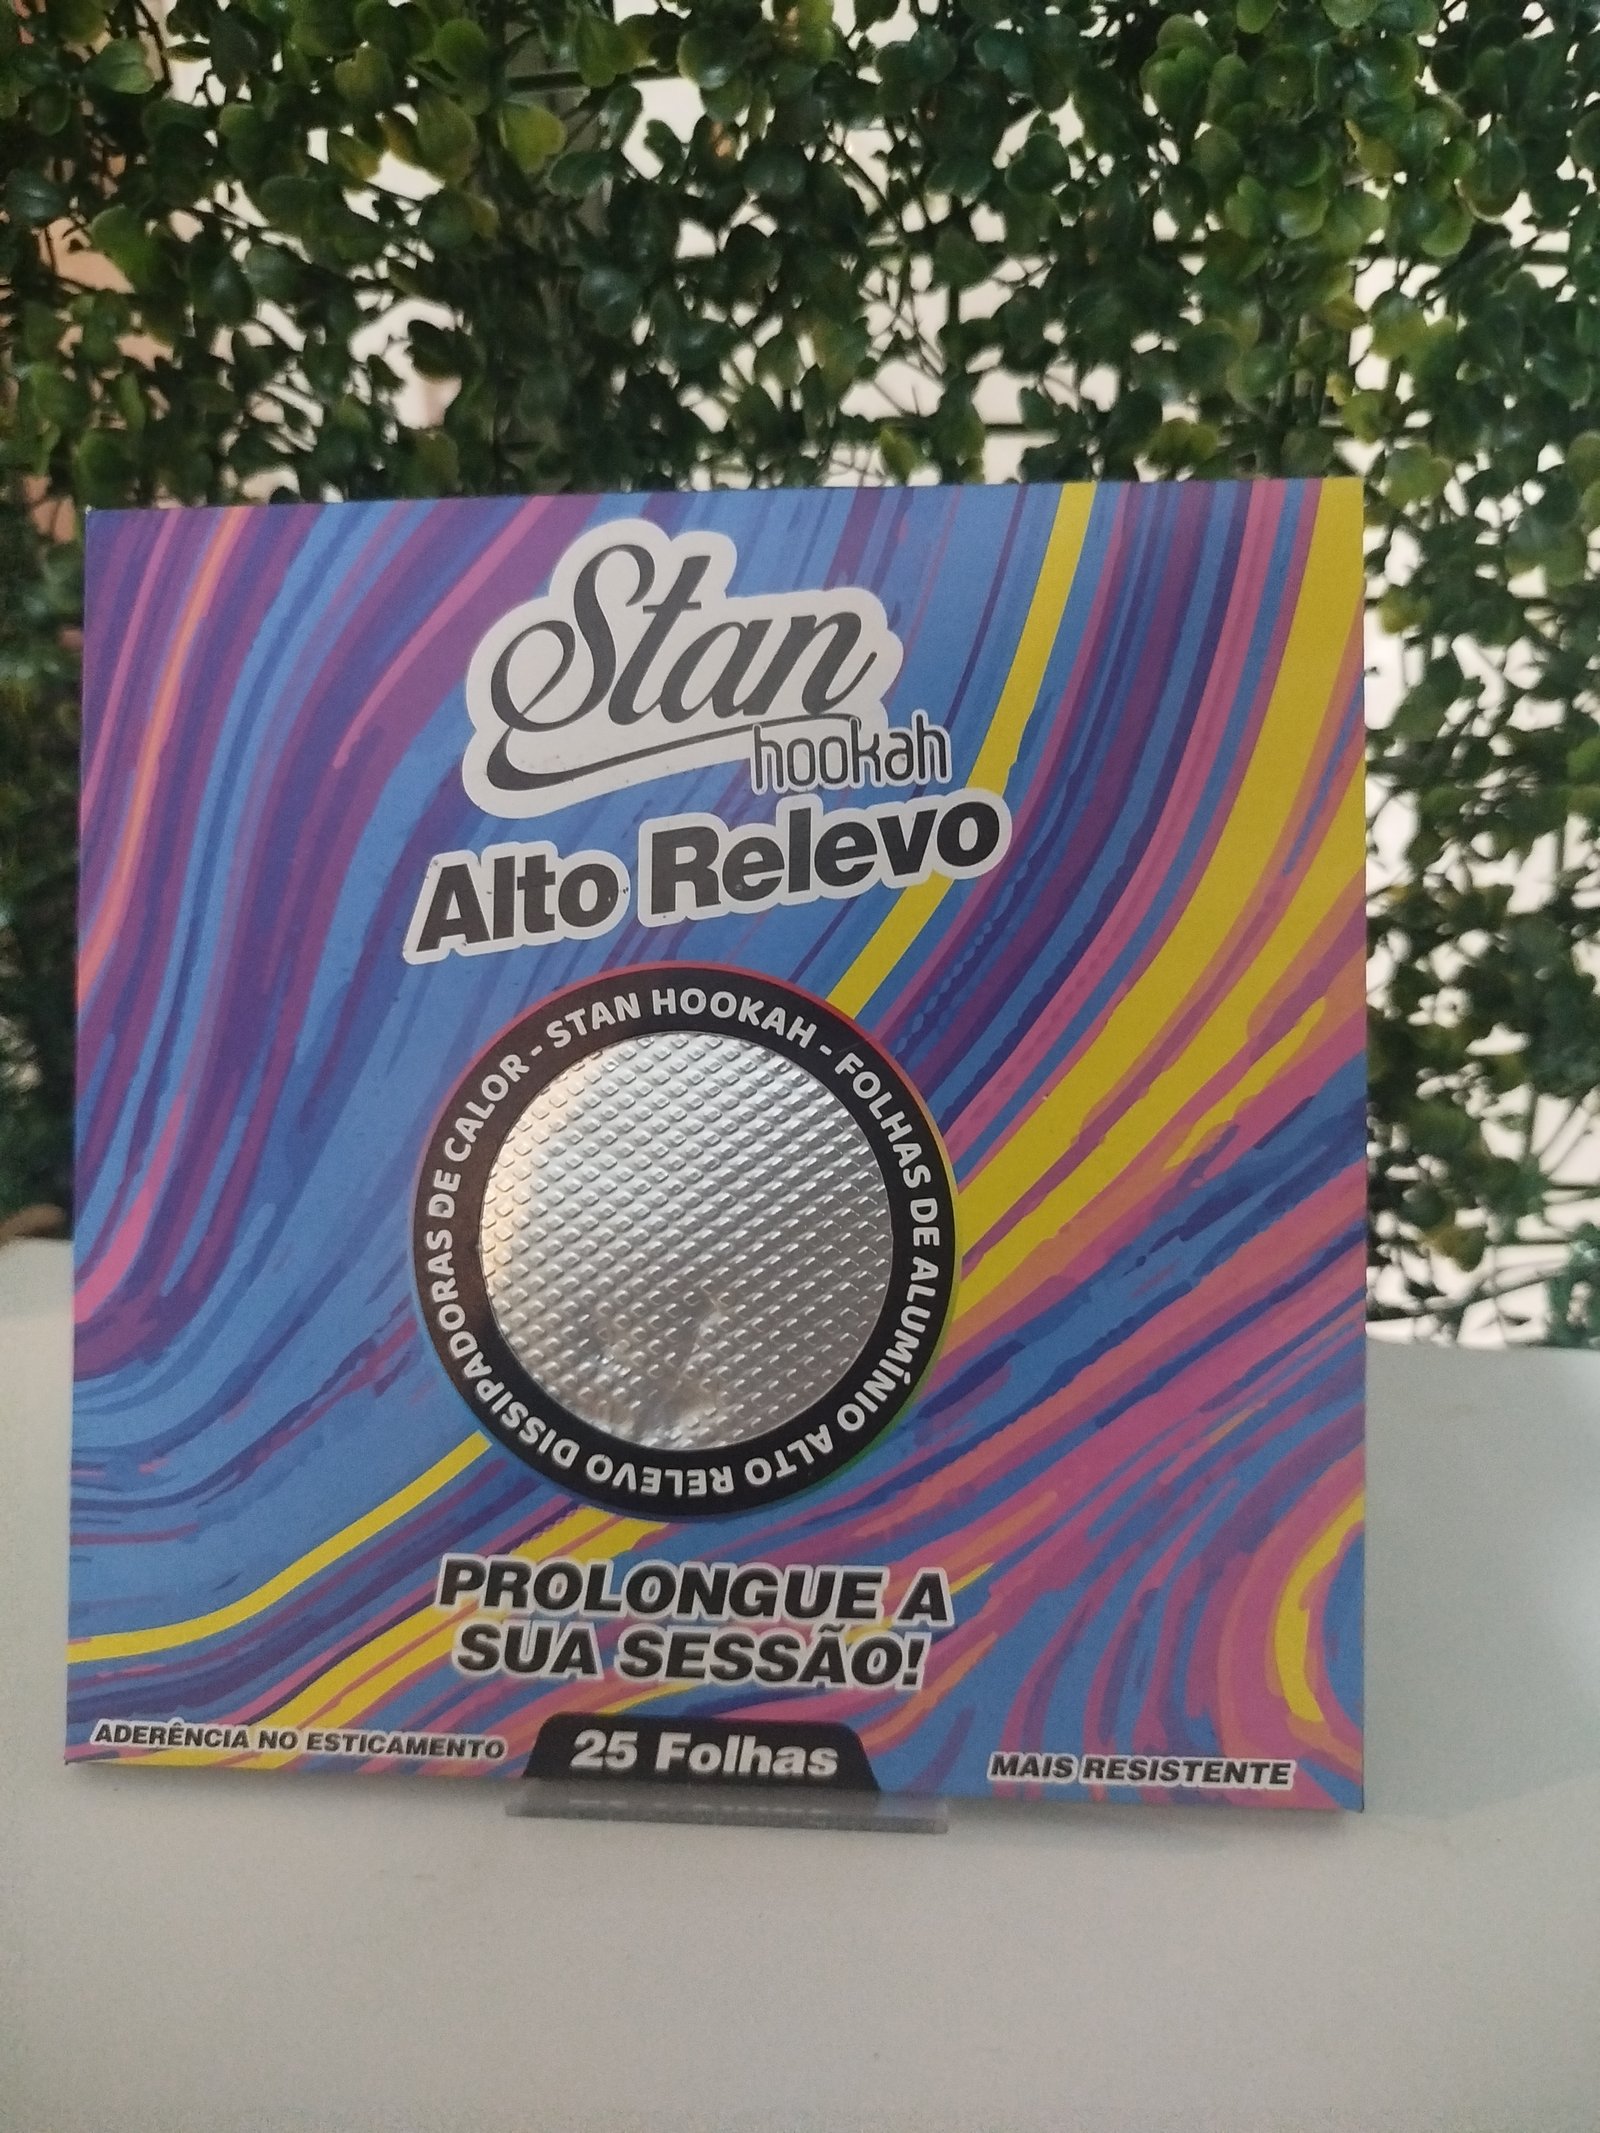 Stan
hookah
Alto Relevo
STAN HOOKAH - FOLHAS DE ALUMÍNIO ALTO RELEVO DISSIPADORAS DE CALOR -
PROLONGUE A
SUA SESSÃO!
ADERÊNCIA NO ESTICAMENTO
25 Folhas
MAIS RESISTENTE